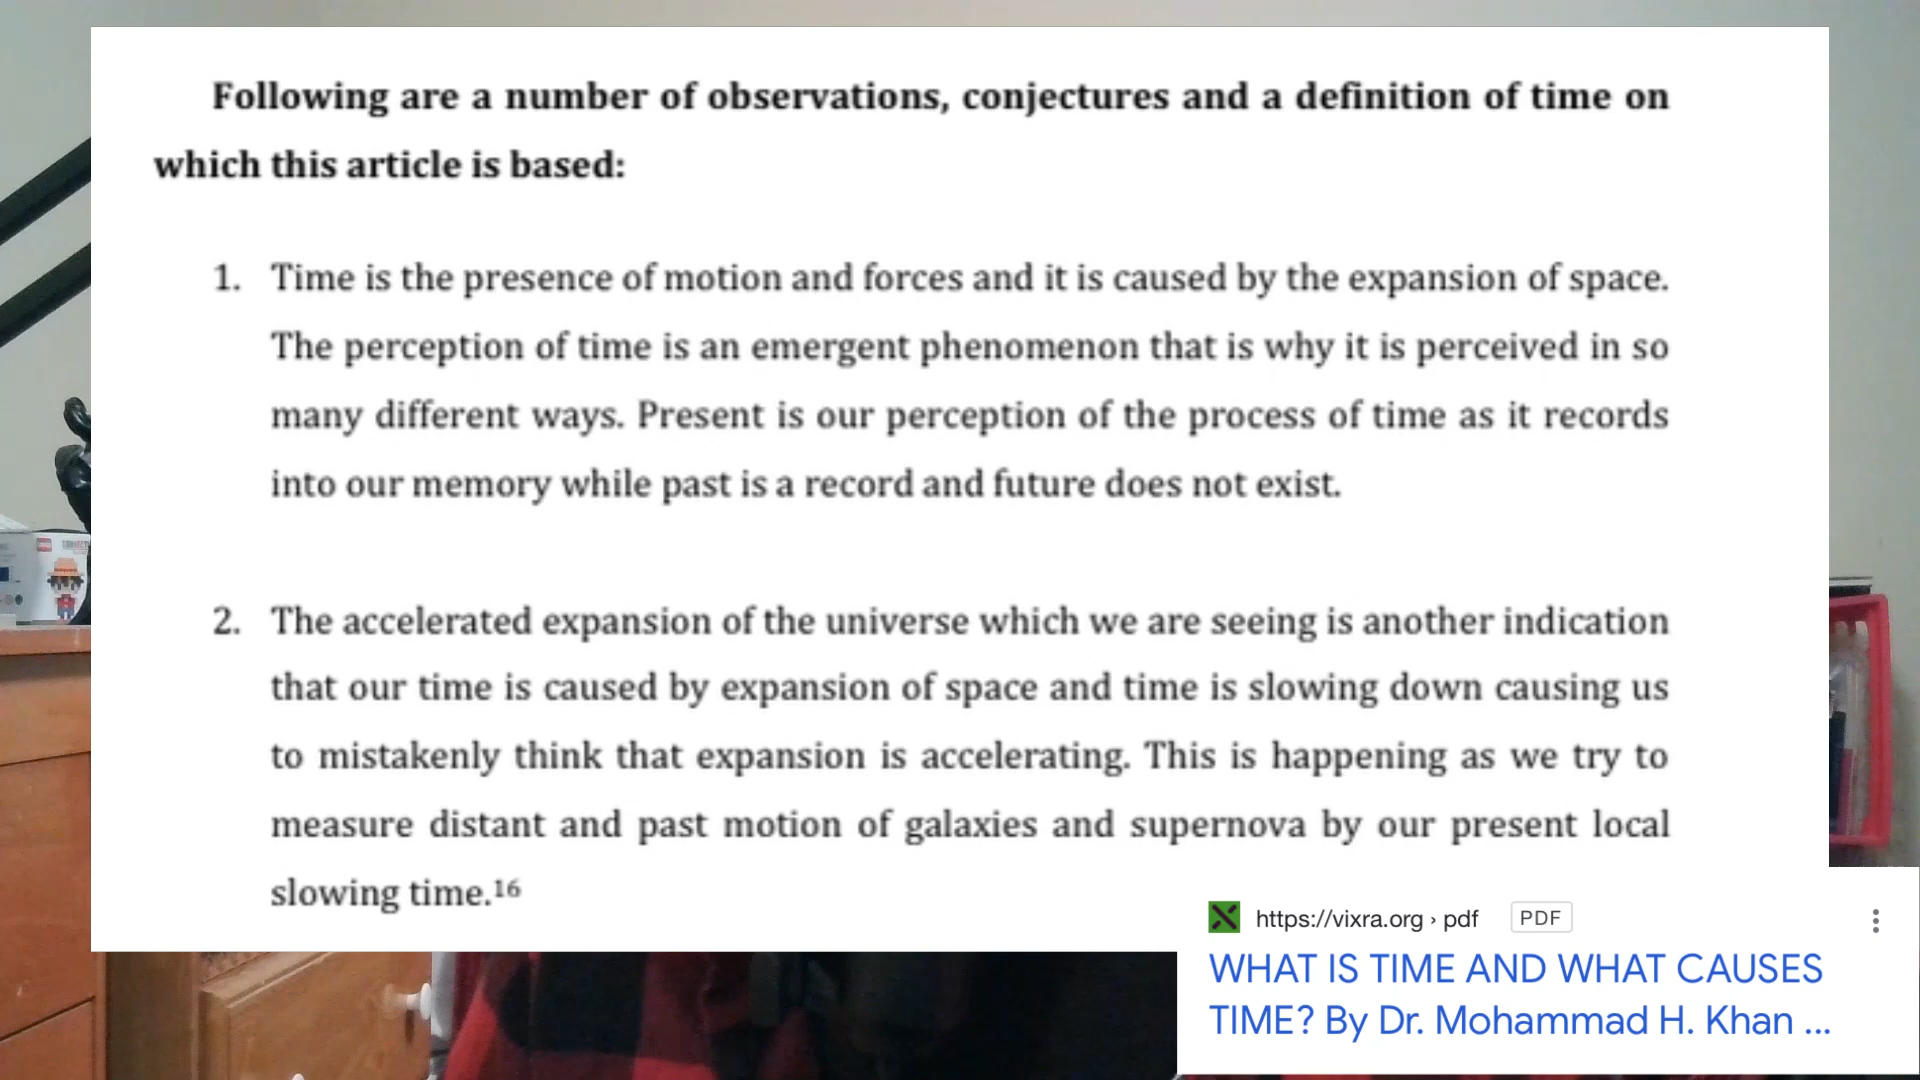 Following are a number of observations, conjectures and a definition of time on
which this article is based:
1. Time is the presence of motion and forces and it is caused by the expansion of space.
The perception of time is an emergent phenomenon that is why it is perceived in so
many different ways. Present is our perception of the process of time as it records
into our memory while past is a record and future does not exist.
2. The accelerated expansion of the universe which we are seeing is another indication
that our time is caused by expansion of space and time is slowing down causing us
to mistakenly think that expansion is accelerating. This is happening as we try to
measure distant and past motion of galaxies and supernova by our present local
slowing time.¹⁶
https://vixra.org › pdf PDF
WHAT IS TIME AND WHAT CAUSES
TIME? By Dr. Mohammad H. Khan ...